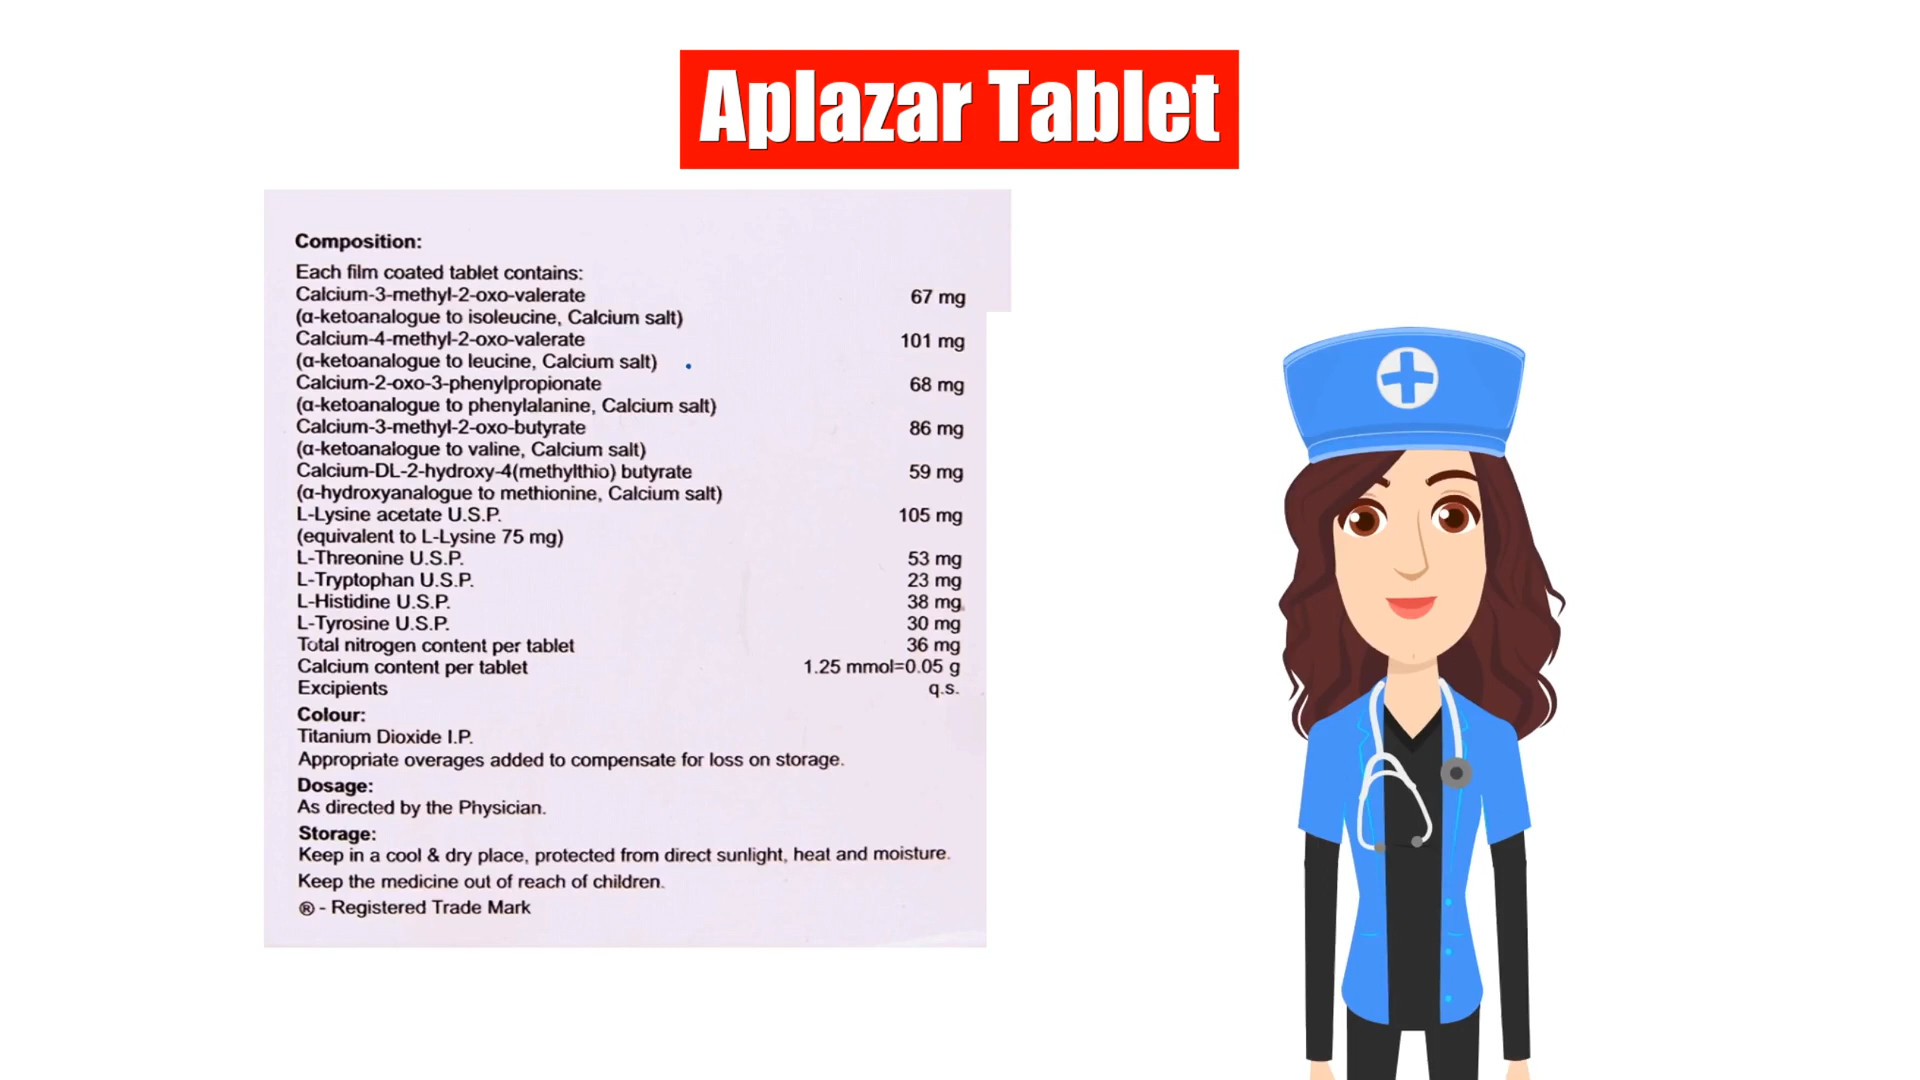 Aplazar Tablet
Composition:
Each film coated tablet contains:
Calcium-3-methyl-2-oxo-valerate 67 mg
(α-ketoanalogue to isoleucine, Calcium salt)
Calcium-4-methyl-2-oxo-valerate 101 mg
(α-ketoanalogue to leucine, Calcium salt)
Calcium-2-oxo-3-phenylpropionate 68 mg
(α-ketoanalogue to phenylalanine, Calcium salt)
Calcium-3-methyl-2-oxo-butyrate 86 mg
(α-ketoanalogue to valine, Calcium salt)
Calcium-DL-2-hydroxy-4(methylthio) butyrate 59 mg
(α-hydroxyanalogue to methionine, Calcium salt)
L-Lysine acetate U.S.P. 105 mg
(equivalent to L-Lysine 75 mg)
L-Threonine U.S.P. 53 mg
L-Tryptophan U.S.P. 23 mg
L-Histidine U.S.P. 38 mg
L-Tyrosine U.S.P. 30 mg
Total nitrogen content per tablet 36 mg
Calcium content per tablet 1.25 mmol=0.05 g
Excipients q.s.
Colour:
Titanium Dioxide I.P.
Appropriate overages added to compensate for loss on storage.
Dosage:
As directed by the Physician.
Storage:
Keep in a cool & dry place, protected from direct sunlight, heat and moisture.
Keep the medicine out of reach of children.
® - Registered Trade Mark